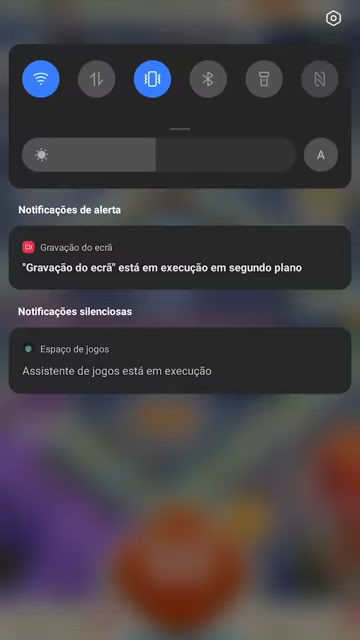 A
Notificações de alerta
Gravação do ecrã
"Gravação do ecrã" está em execução em segundo plano
Notificações silenciosas
Espaço de jogos
Assistente de jogos está em execução